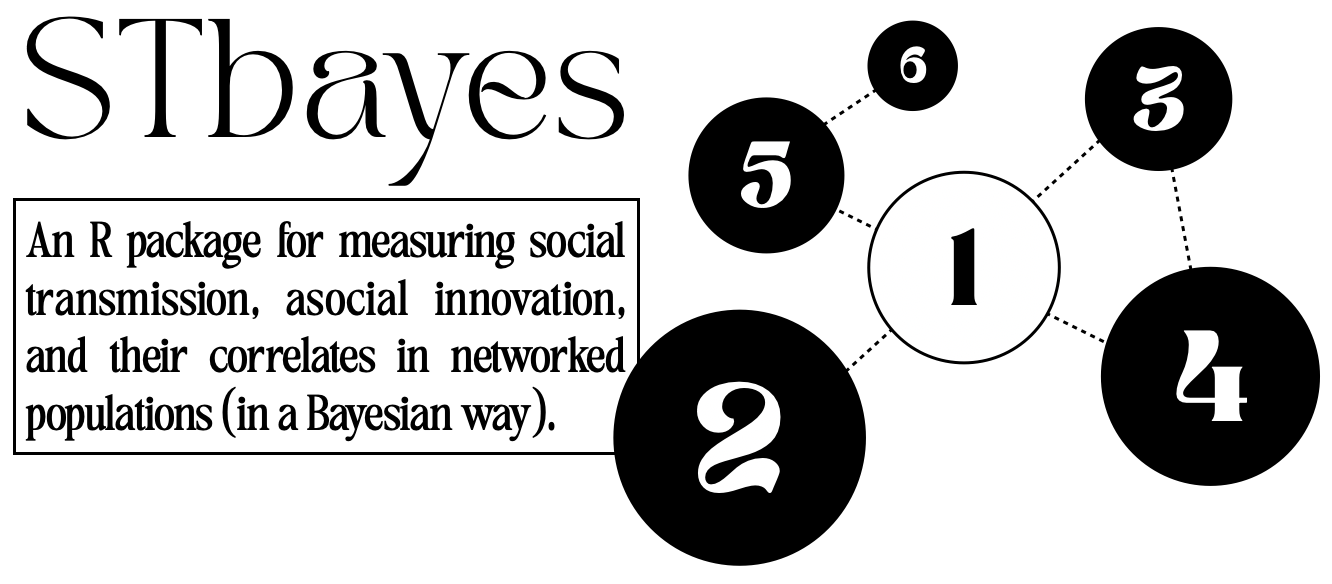 STbayes
An R package for measuring social
transmission, asocial innovation,
and their correlates in networked
populations (in a Bayesian way).
6
3
5
1
4
2